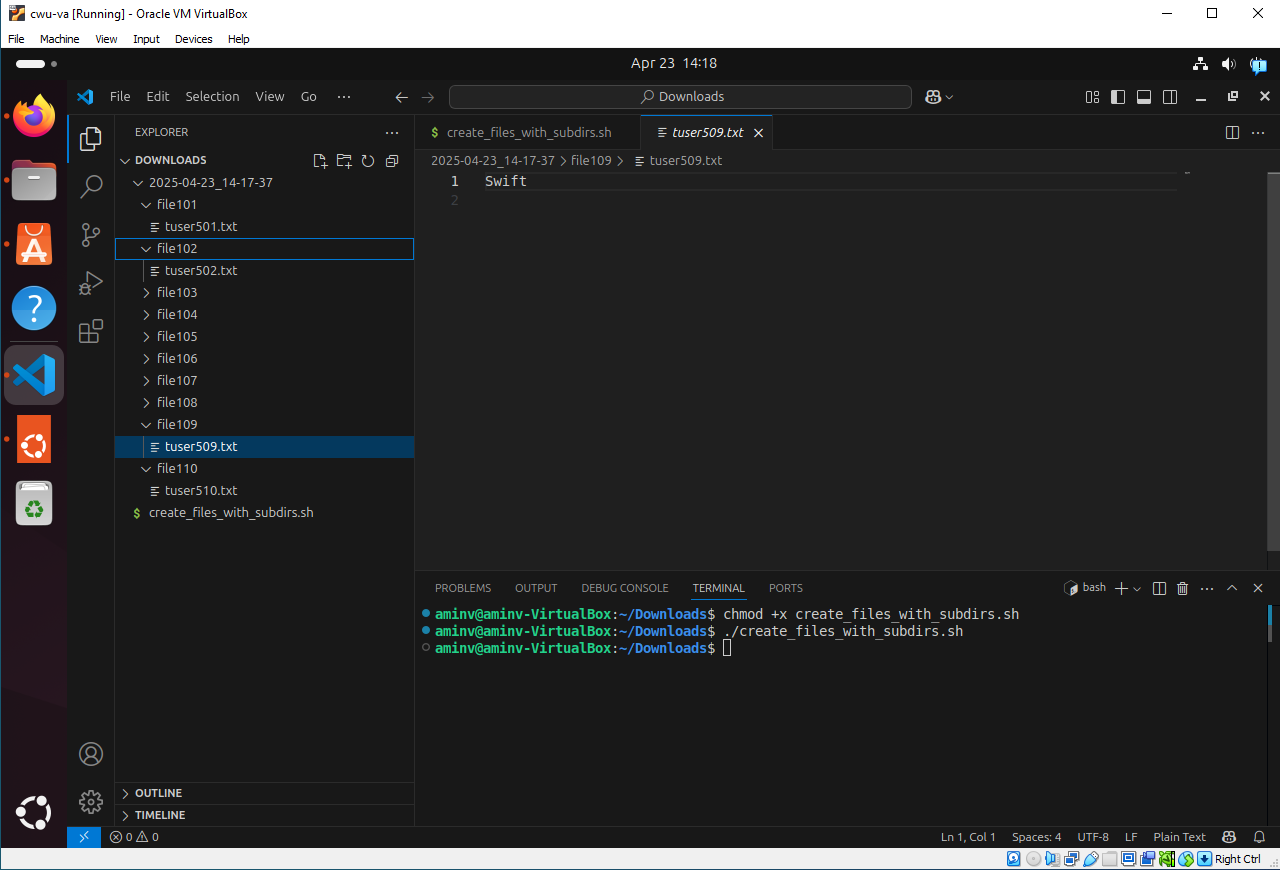 cwu-va [Running] - Oracle VM VirtualBox
File Machine View Input Devices Help
Apr 23 14:18
File Edit Selection View Go ···
Downloads
EXPLORER
DOWNLOADS
2025-04-23_14-17-37
file101
tuser501.txt
file102
tuser502.txt
file103
file104
file105
file106
file107
file108
file109
tuser509.txt
file110
tuser510.txt
$ create_files_with_subdirs.sh
OUTLINE
TIMELINE
$ create_files_with_subdirs.sh
tuser509.txt
2025-04-23_14-17-37 > file109 > tuser509.txt
1 Swift
2
PROBLEMS OUTPUT DEBUG CONSOLE TERMINAL PORTS
bash
aminv@aminv-VirtualBox:~/Downloads$ chmod +x create_files_with_subdirs.sh
aminv@aminv-VirtualBox:~/Downloads$ ./create_files_with_subdirs.sh
aminv@aminv-VirtualBox:~/Downloads$
0 0
Ln 1, Col 1 Spaces: 4 UTF-8 LF Plain Text
Right Ctrl